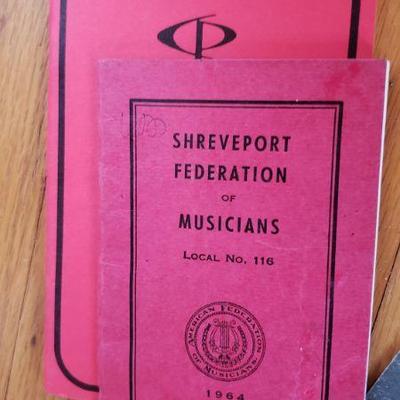 SHREVEPORT
FEDERATION
OF
MUSICIANS
LOCAL NO. 116
AMERICAN FEDERATION
OF MUSICIANS
1964